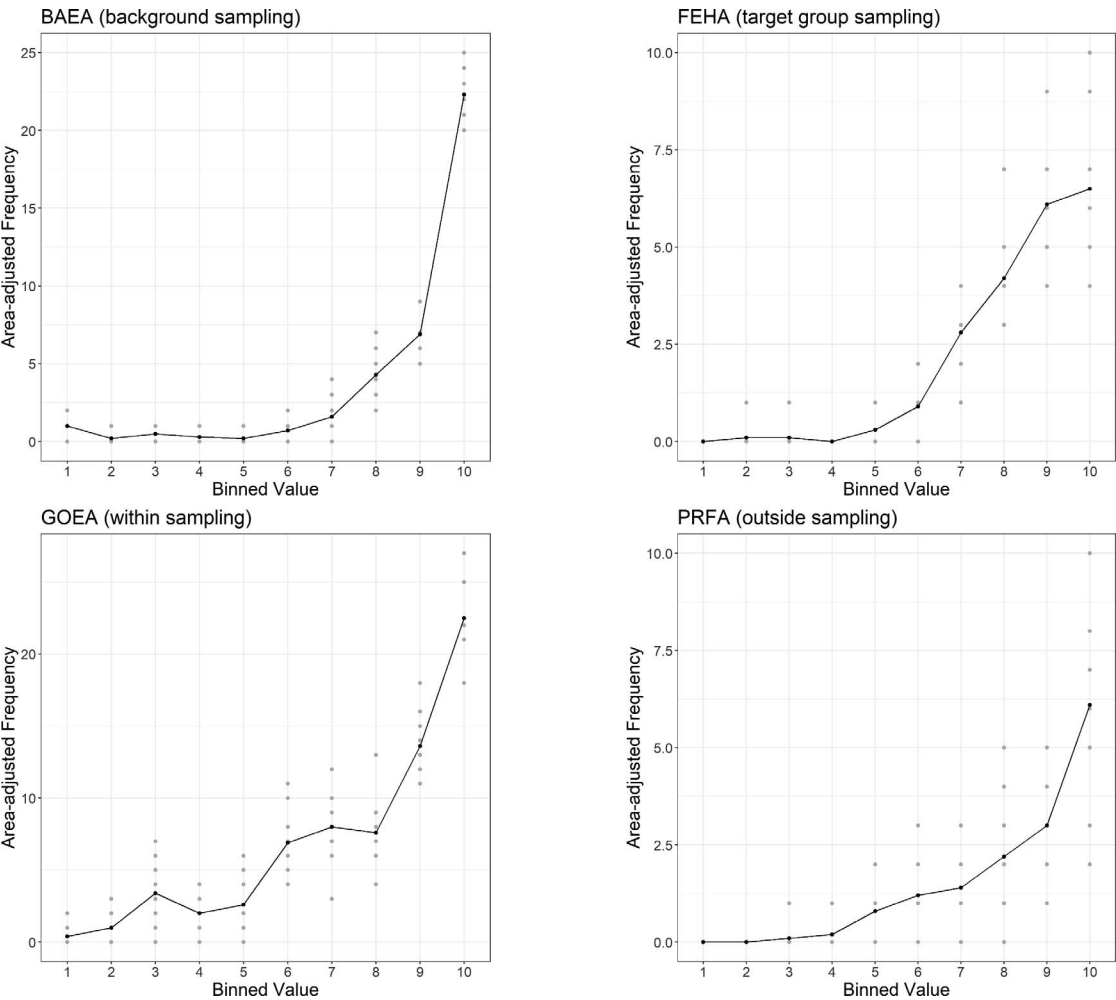 BAEA (background sampling)
25
20
15
10
5
0
Area-adjusted Frequency
1 2 3 4 5 6 7 8 9 10
Binned Value
FEHA (target group sampling)
10.0
7.5
5.0
2.5
0.0
Area-adjusted Frequency
1 2 3 4 5 6 7 8 9 10
Binned Value
GOEA (within sampling)
20
10
0
Area-adjusted Frequency
1 2 3 4 5 6 7 8 9 10
Binned Value
PRFA (outside sampling)
10.0
7.5
5.0
2.5
0.0
Area-adjusted Frequency
1 2 3 4 5 6 7 8 9 10
Binned Value